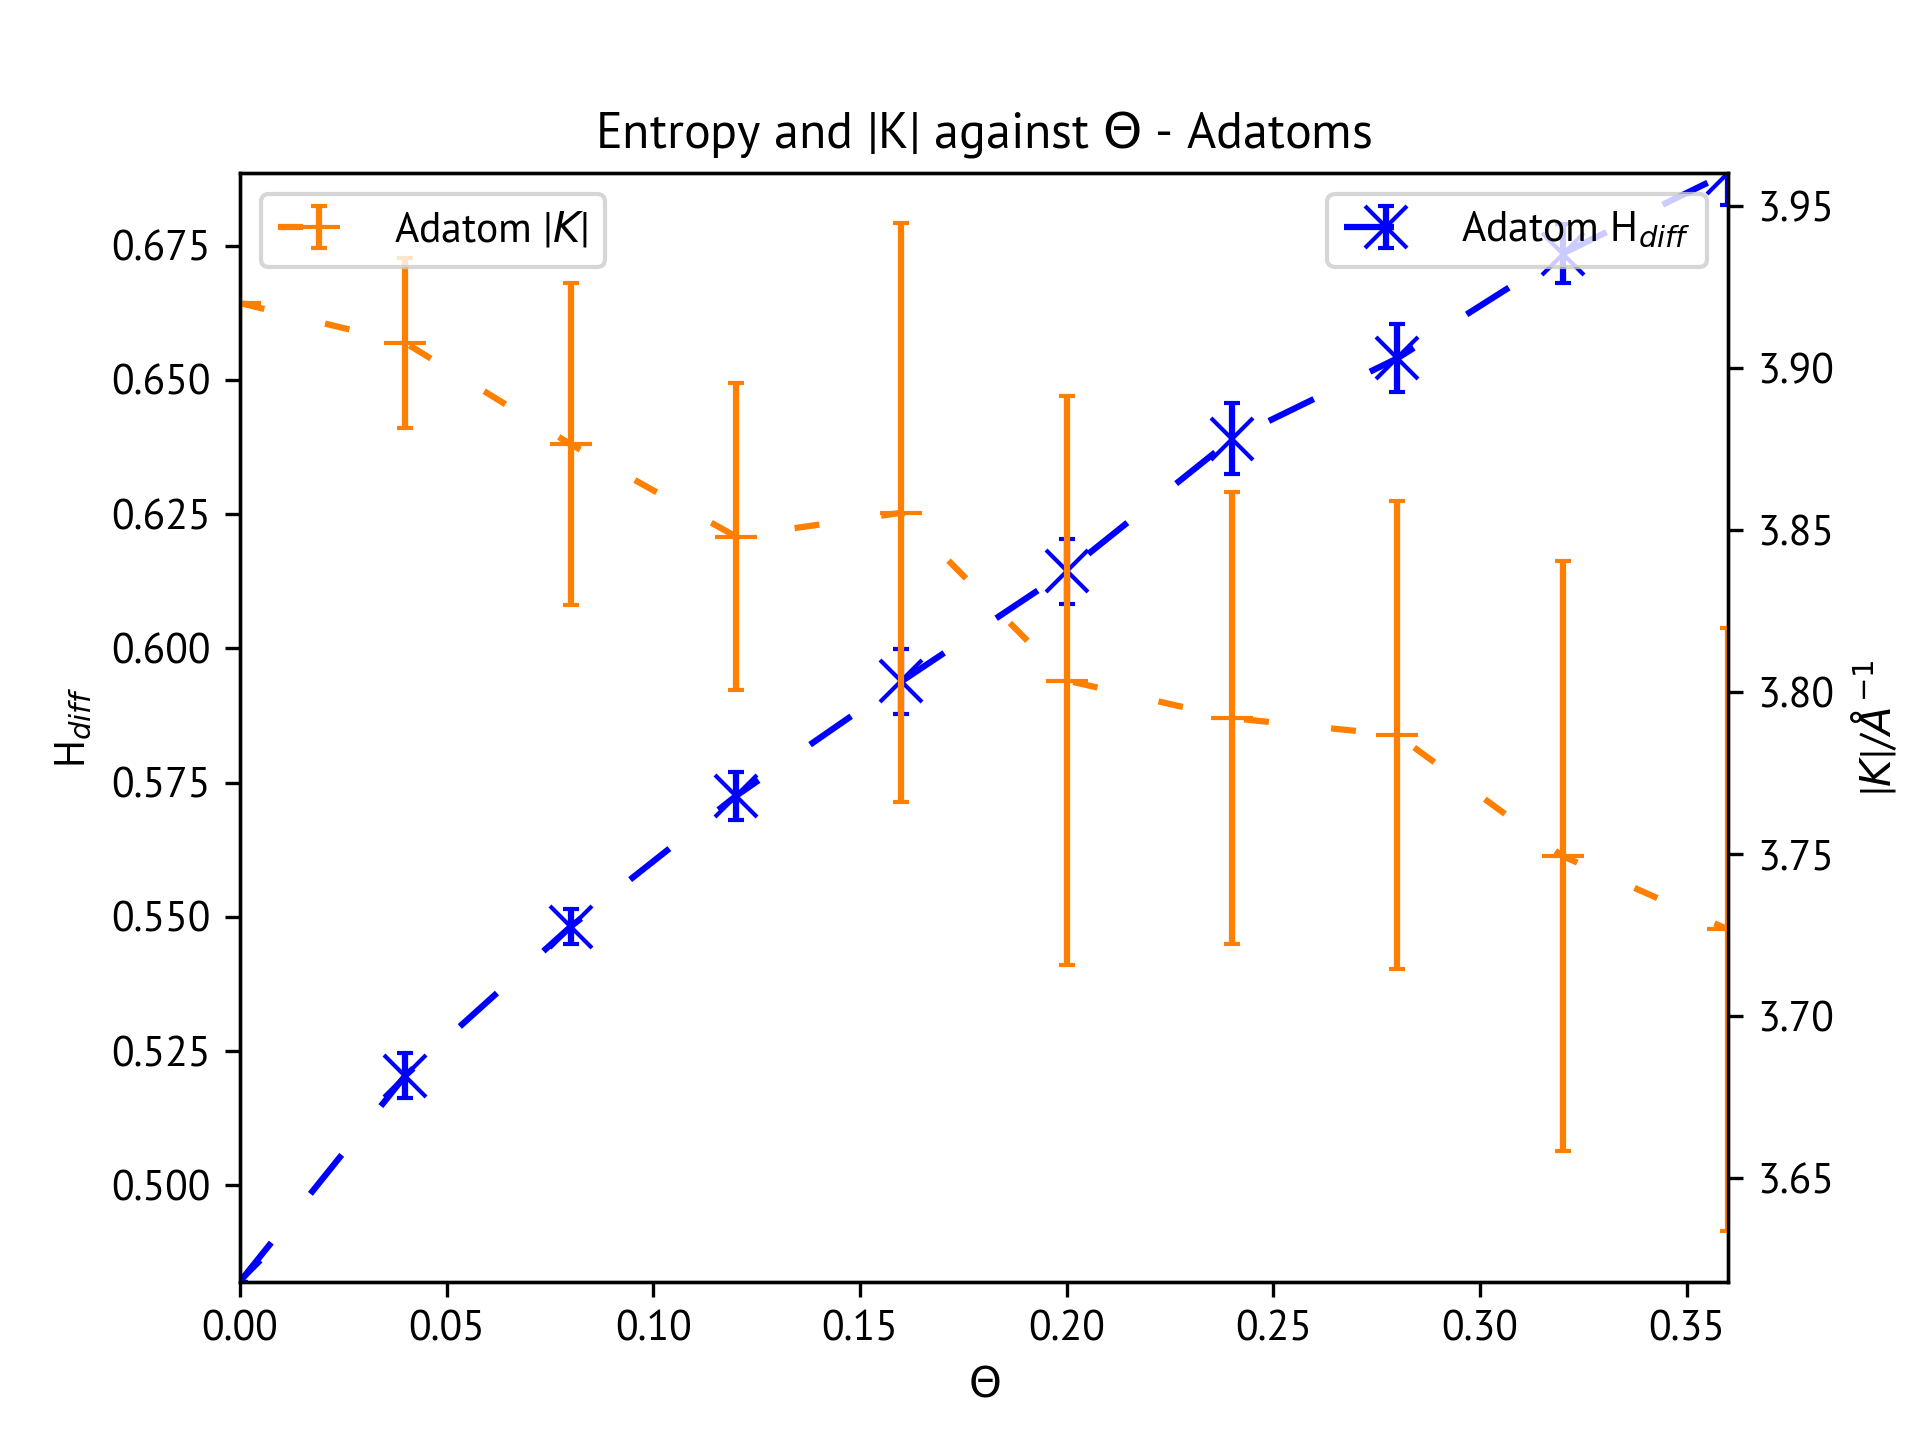 Entropy and |K| against Θ - Adatoms
Adatom |K|
Adatom H_diff
0.675
0.650
0.625
0.600
0.575
0.550
0.525
0.500
H_diff
3.95
3.90
3.85
3.80
3.75
3.70
3.65
|K|/Å⁻¹
0.00 0.05 0.10 0.15 0.20 0.25 0.30 0.35
Θ